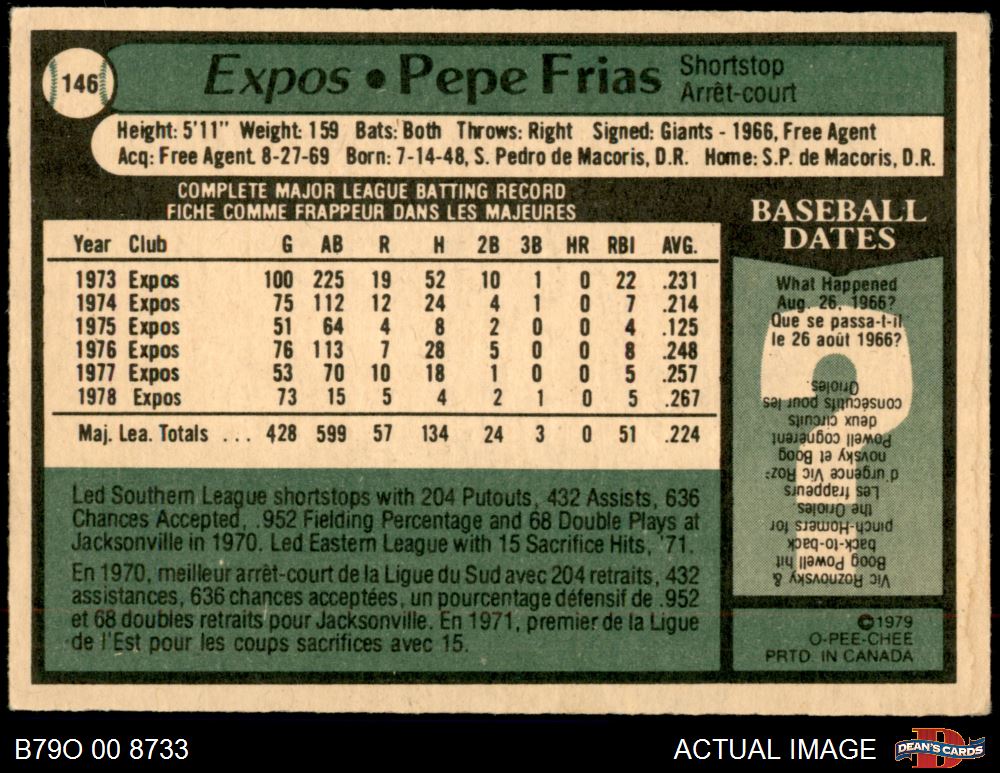 146
Expos • Pepe Frias
Shortstop
Arrêt-court
Height: 5'11" Weight: 159 Bats: Both Throws: Right Signed: Giants - 1966, Free Agent
Acq: Free Agent 8-27-69 Born: 7-14-48, S. Pedro de Macoris, D.R. Home: S.P. de Macoris, D.R.
COMPLETE MAJOR LEAGUE BATTING RECORD
FICHE COMME FRAPPEUR DANS LES MAJEURES
Year Club G AB R H 2B 3B HR RBI AVG.
1973 Expos 100 225 19 52 10 1 0 22 .231
1974 Expos 75 112 12 24 4 1 0 7 .214
1975 Expos 51 64 4 8 2 0 0 4 .125
1976 Expos 76 113 7 28 5 0 0 8 .248
1977 Expos 53 70 10 18 1 0 0 5 .257
1978 Expos 73 15 5 4 2 1 0 5 .267
Maj. Lea. Totals ... 428 599 57 134 24 3 0 51 .224
Led Southern League shortstops with 204 Putouts, 432 Assists, 636
Chances Accepted, .952 Fielding Percentage and 68 Double Plays at
Jacksonville in 1970. Led Eastern League with 15 Sacrifice Hits, '71.
En 1970, meilleur arrêt-court de la Ligue du Sud avec 204 retraits, 432
assistances, 636 chances acceptées, un pourcentage défensif de .952
et 68 doubles retraits pour Jacksonville. En 1971, premier de la Ligue
de l'Est pour les coups sacrifices avec 15.
BASEBALL
DATES
What Happened
Aug. 26, 1966?
Que se passa-t-il
le 26 août 1966?
Vic Roznovsky &
Boog Powell hit
back-to-back
pinch-Homers for
the Orioles.
Les frappeurs
d'urgence Vic Roz-
novsky et Boog
Powell cognerent
deux circuits
consécutifs pour les
Orioles.
©1979
O-PEE-CHEE
PRTD. IN CANADA
B79O 00 8733
ACTUAL IMAGE
D
DEAN'S CARDS